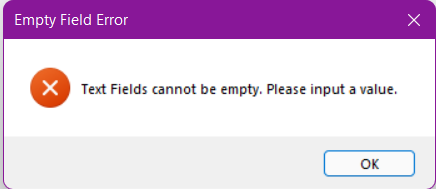 Empty Field Error
Text Fields cannot be empty. Please input a value.
OK